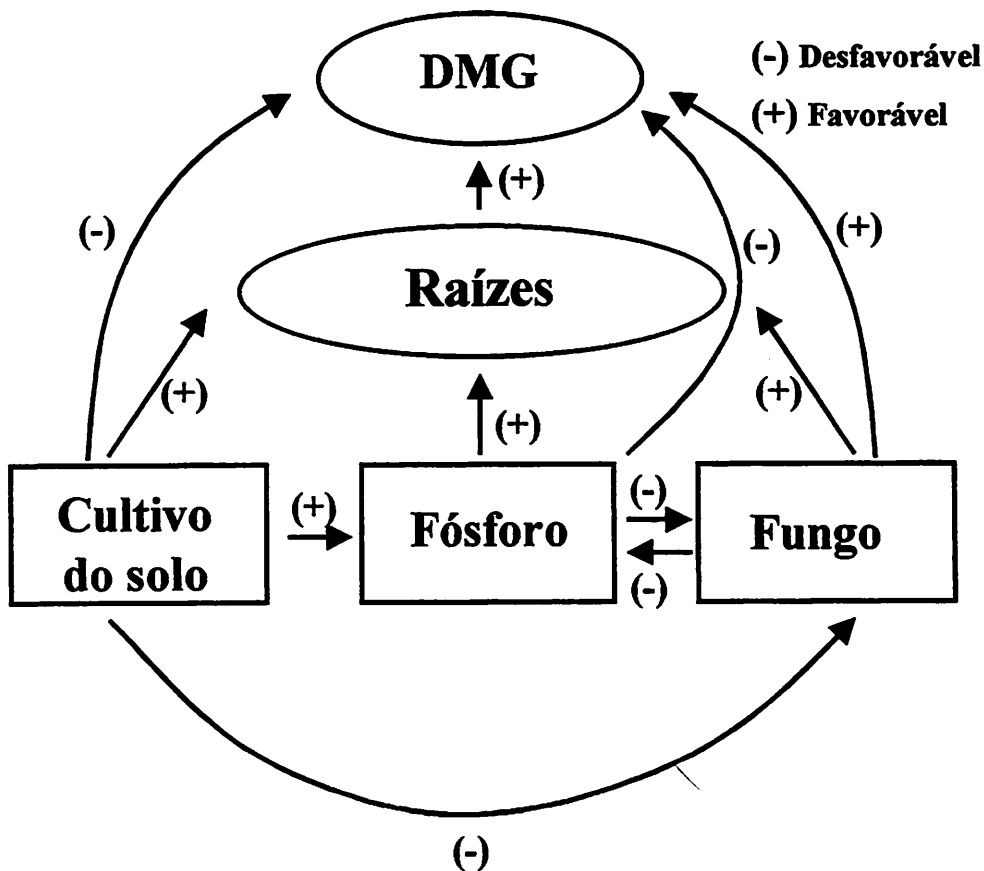 DMG
(-) Desfavorável
(+) Favorável
(+)
(-)
(-)
(+)
Raízes
(+)
(+)
(+)
Cultivo
do solo
(+)
Fósforo
(-)
(-)
Fungo
(-)